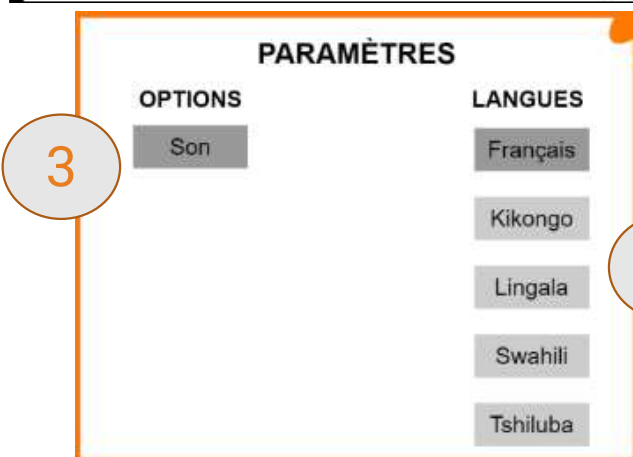 PARAMÈTRES
OPTIONS
LANGUES
3
Son
Français
Kikongo
Lingala
Swahili
Tshiluba